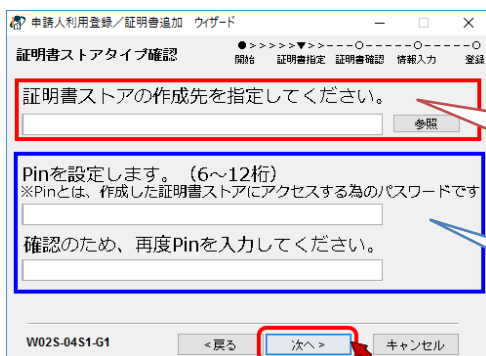 申請人利用登録／証明書追加 ウィザード
証明書ストアタイプ確認
●>>>>>▼>>---○-----○-----○
開始 証明書指定 証明書確認 情報入力 登録
証明書ストアの作成先を指定してください。
参照
Pinを設定します。（6～12桁）
※Pinとは、作成した証明書ストアにアクセスする為のパスワードです
確認のため、再度Pinを入力してください。
W02S-04S1-G1
<戻る 次へ> キャンセル